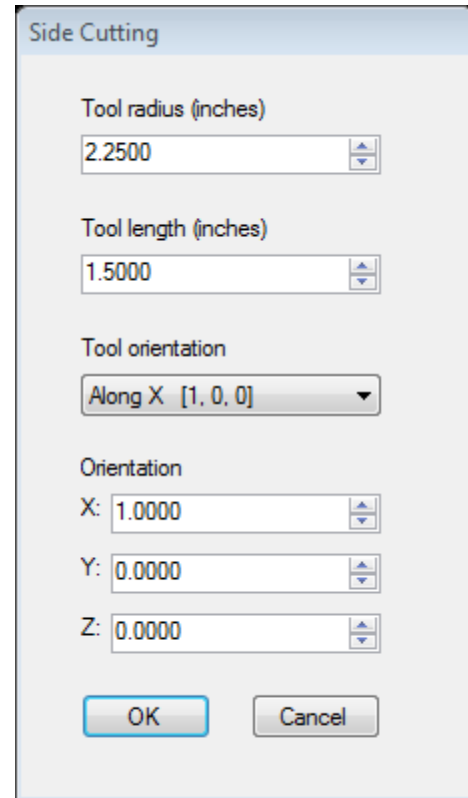 Side Cutting
Tool radius (inches)
2.2500
Tool length (inches)
1.5000
Tool orientation
Along X [1, 0, 0]
Orientation
X: 1.0000
Y: 0.0000
Z: 0.0000
OK Cancel